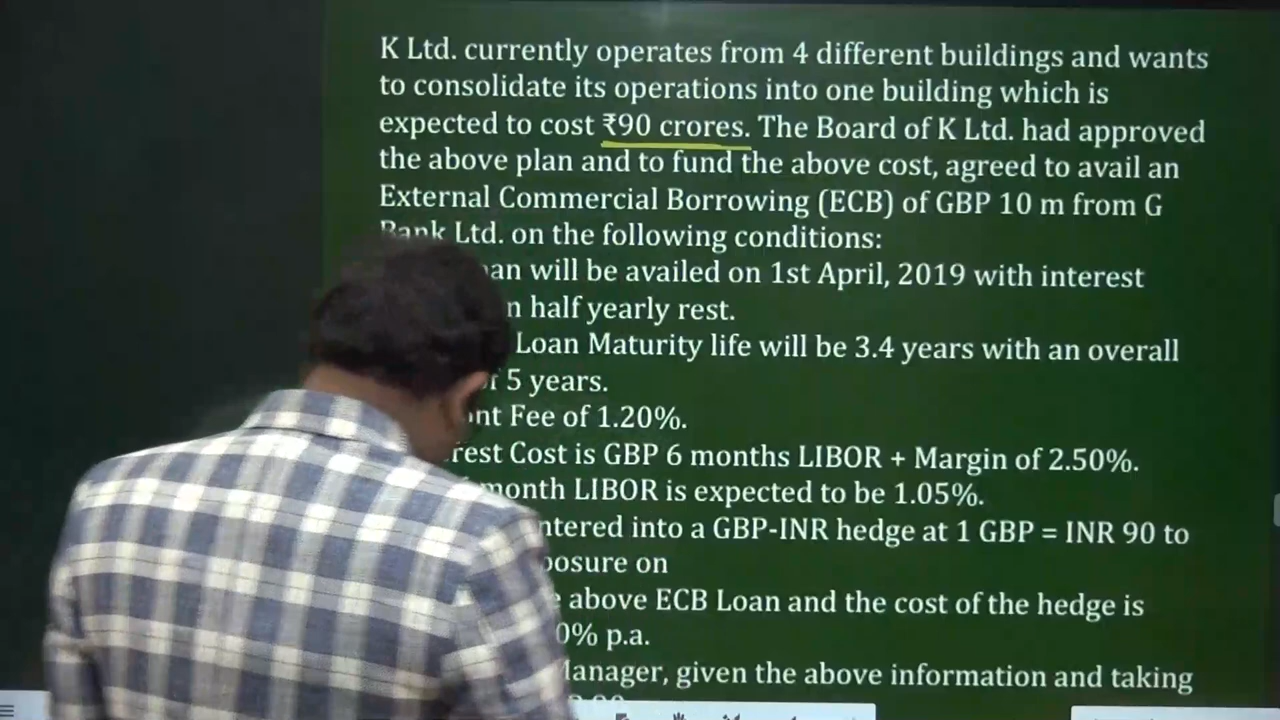 K Ltd. currently operates from 4 different buildings and wants
to consolidate its operations into one building which is
expected to cost ₹90 crores. The Board of K Ltd. had approved
the above plan and to fund the above cost, agreed to avail an
External Commercial Borrowing (ECB) of GBP 10 m from G
Bank Ltd. on the following conditions:
will be availed on 1st April, 2019 with interest
half yearly rest.
Loan Maturity life will be 3.4 years with an overall
5 years.
Fee of 1.20%.
Cost is GBP 6 months LIBOR + Margin of 2.50%.
month LIBOR is expected to be 1.05%.
into a GBP-INR hedge at 1 GBP = INR 90 to
on
above ECB Loan and the cost of the hedge is
p.a.
given the above information and taking